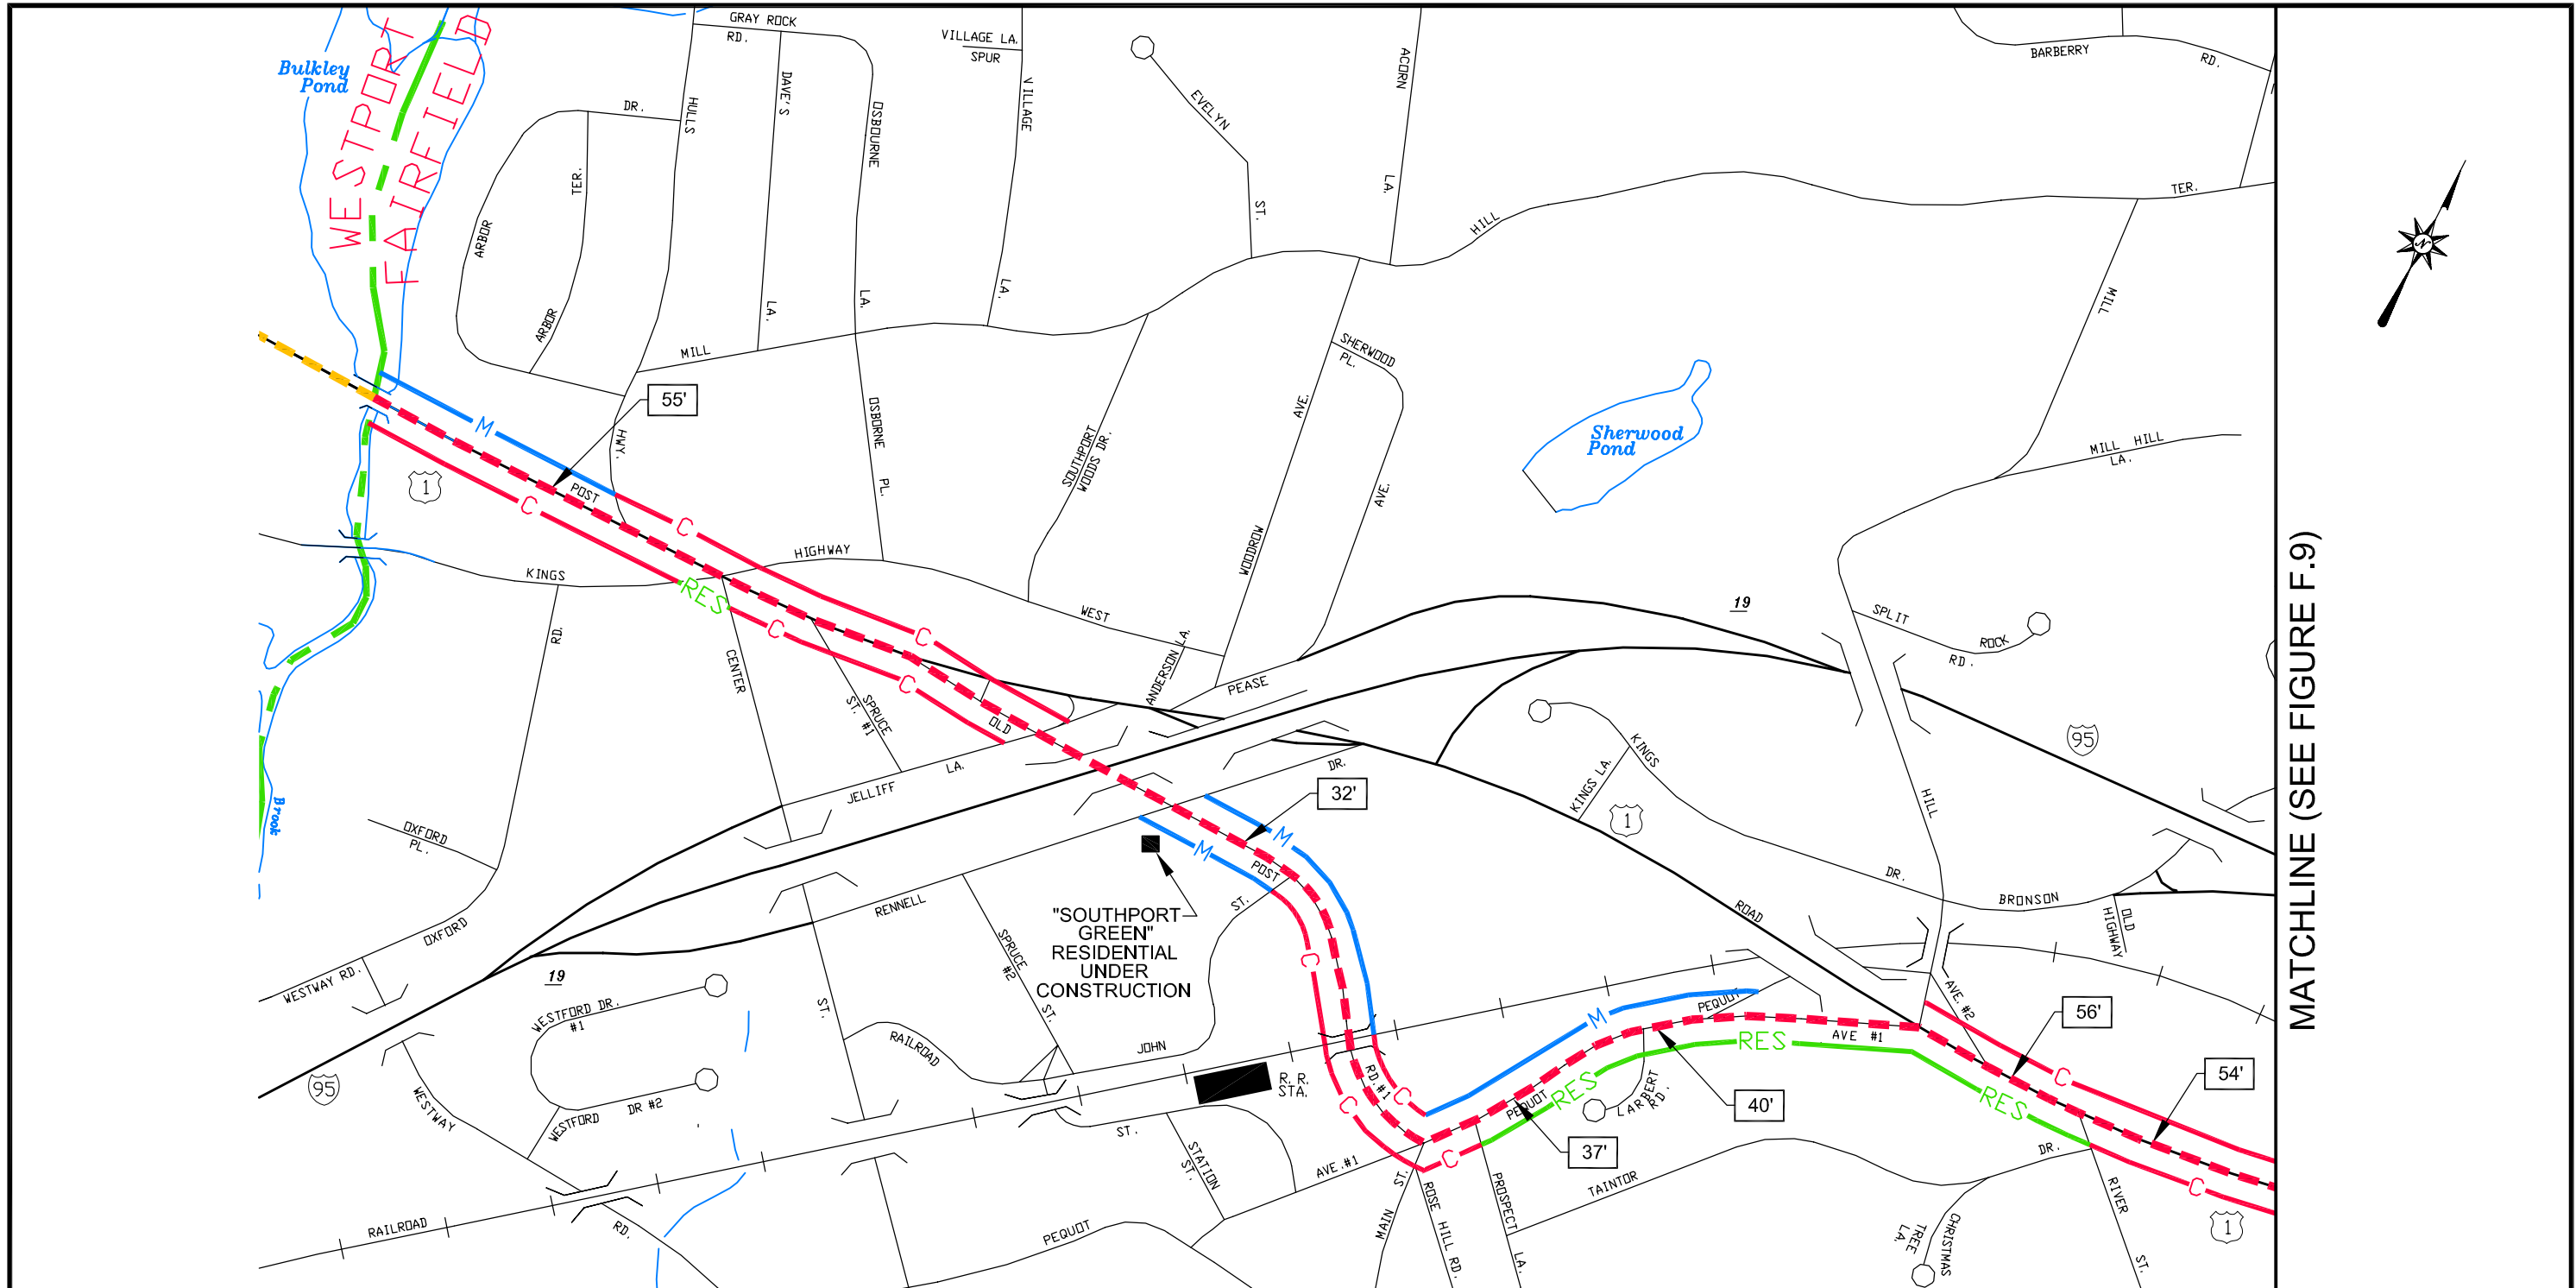 GRAY ROCK
RD.
VILLAGE LA.
SPUR
BARBERRY
RD.
Bulkley
Pond
WESTPORT
FAIRFIELD
DR.
HULLS
DAVE'S
OSBOURNE
VILLAGE
EVELYN
ACORN
TER.
ST.
LA.
HILL
TER.
ARBOR
ARBOR
LA.
LA.
LA.
MILL
MILL
SHERWOOD
PL.
55'
HWY.
OSBORNE
PL.
SOUTHPORT
WOODS DR.
AVE.
AVE.
WOODROW
Sherwood
Pond
MILL HILL
LA.
M
POST
1
C
C
KINGS
HIGHWAY
WEST
RES
C
C
C
RD.
CENTER
SPRUCE
ST. #1
OLD
ANDERSON LA.
PEASE
19
SPLIT
ROCK
RD.
95
MATCHLINE (SEE FIGURE F.9)
Brook
OXFORD
PL.
JELLIFF
LA.
DR.
32'
KINGS LA.
KINGS
1
HILL
M
M
POST
ST.
RENNELL
OXFORD
WESTWAY RD.
"SOUTHPORT
GREEN"
RESIDENTIAL
UNDER
CONSTRUCTION
SPRUCE
#2
ST.
C
ROAD
DR.
BRONSON
OLD
HIGHWAY
19
WESTFORD DR.
#1
ST.
RAILROAD
JOHN
R. R.
STA.
RD. #1
M
PEQUOT
RES
AVE #1
AVE. #2
56'
54'
95
WESTWAY
WESTFORD
DR #2
C
C
C
PEQUOT
RES
LARBERT
RD.
40'
37'
RES
C
C
1
ST.
STATION
ST.
AVE.#1
MAIN
ST.
ROSE HILL RD.
PROSPECT
LA.
TAINTOR
DR.
RIVER
ST.
CHRISTMAS
TREE
LA.
RAILROAD
RD.
PEQUOT
N